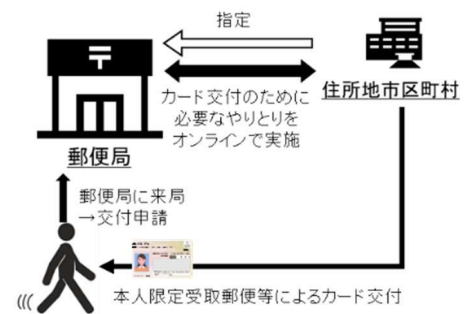 指定
カード交付のために
必要なやりとりを
オンラインで実施
住所地市区町村
郵便局
郵便局に来局
→交付申請
本人限定受取郵便等によるカード交付